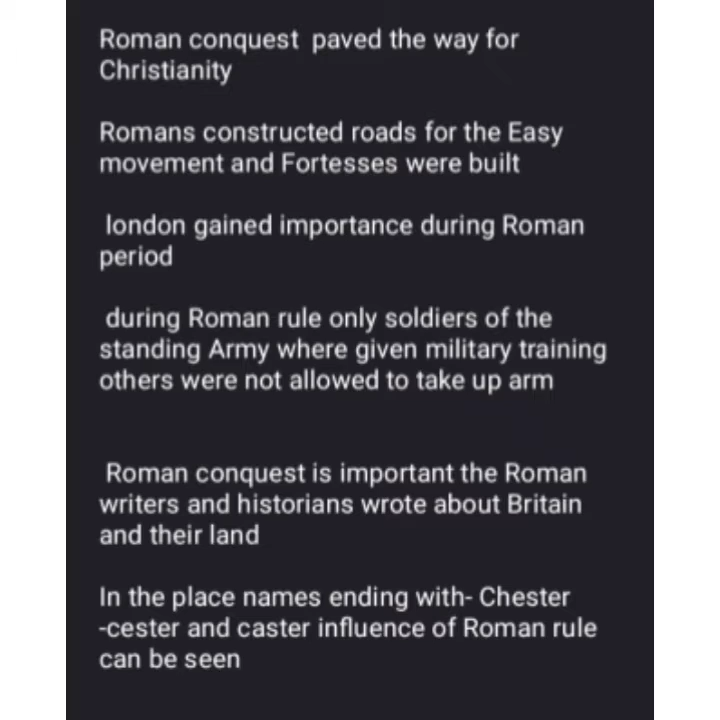 Roman conquest  paved the way for
Christianity
Romans constructed roads for the Easy
movement and Fortesses were built
london gained importance during Roman
period
during Roman rule only soldiers of the
standing Army where given military training
others were not allowed to take up arm
Roman conquest is important the Roman
writers and historians wrote about Britain
and their land
In the place names ending with- Chester
-cester and caster influence of Roman rule
can be seen